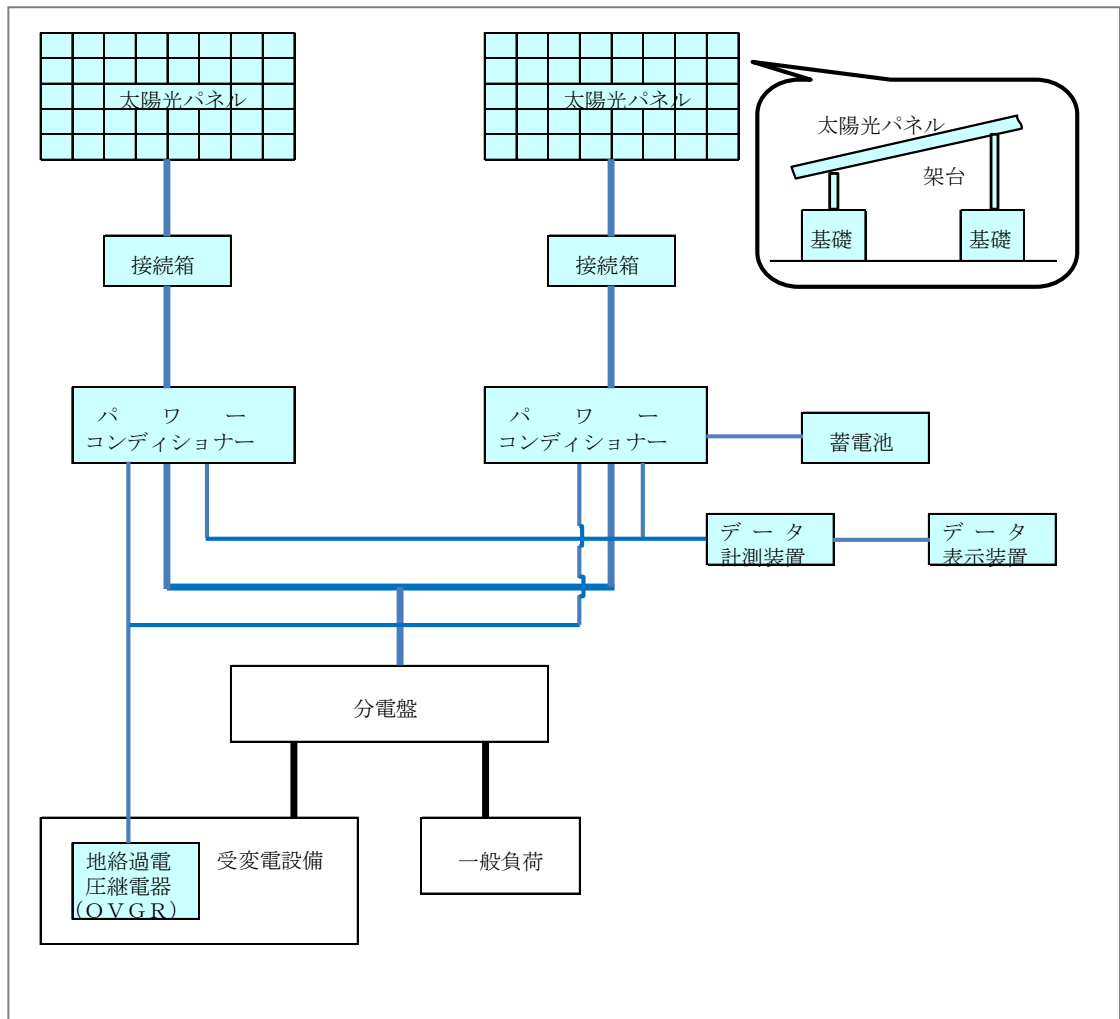 太陽光パネル
太陽光パネル
太陽光パネル
架台
基礎
基礎
接続箱
接続箱
パワー
コンディショナー
パワー
コンディショナー
蓄電池
データ
計測装置
データ
表示装置
分電盤
地絡過電
圧継電器
(OVGR)
受変電設備
一般負荷